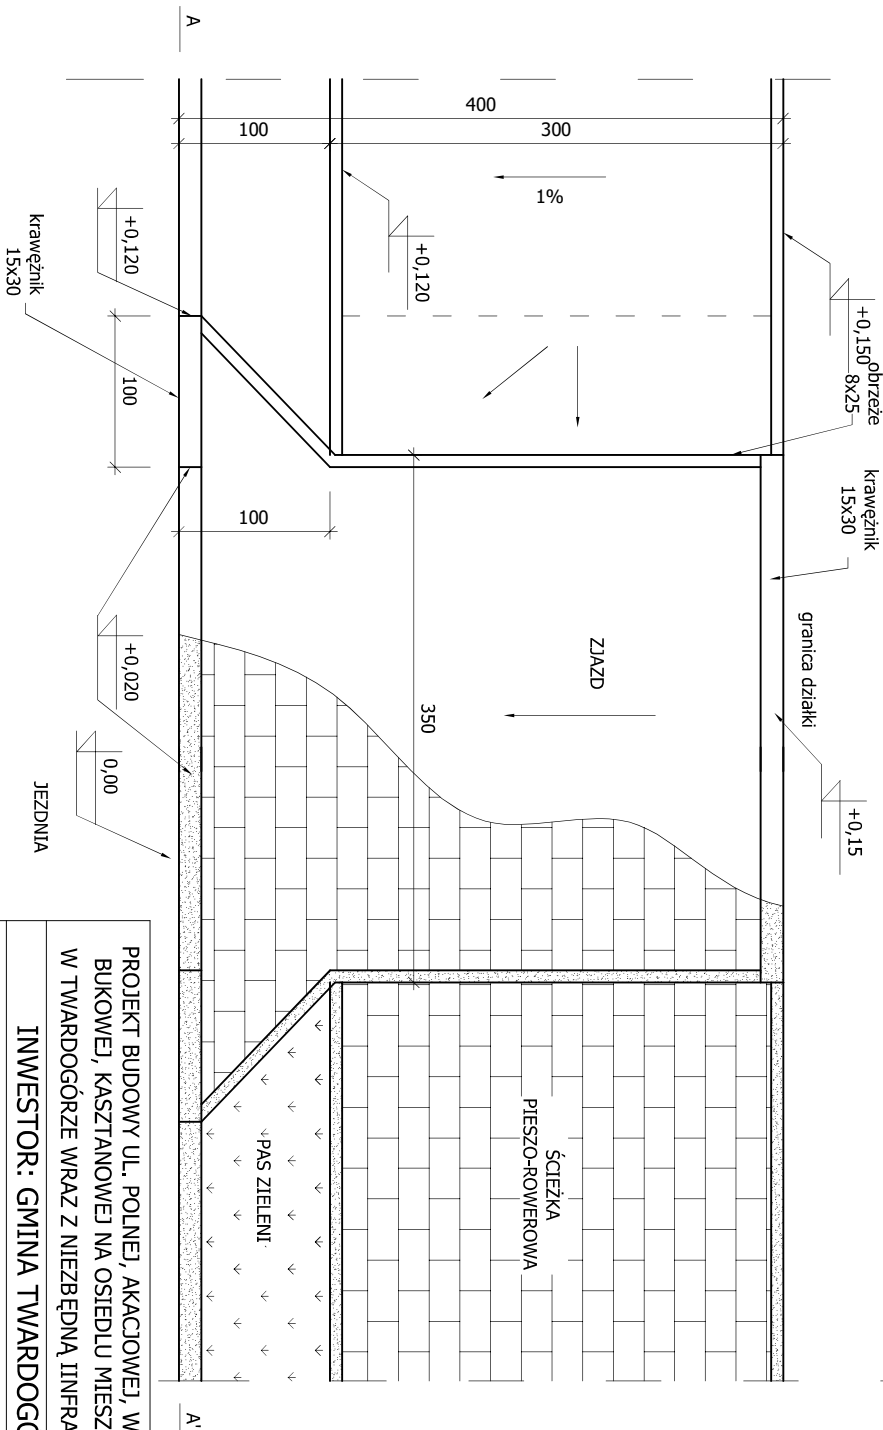 A
400
100
300
1%
+0,120
krawężnik
15x30
+0,120
+0,150
obrzeże
8x25
krawężnik
15x30
100
100
granica działki
ZJAZD
350
+0,020
0,00
+0,15
JEZDNIA
ŚCIEŻKA
PIESZO-ROWEROWA
PAS ZIELENI
A'
PROJEKT BUDOWY UL. POLNEJ, AKACJOWEJ, W
BUKOWEJ, KASZTANOWEJ NA OSIEDLU MIESZ
W TWARDOGÓRZE WRAZ Z NIEZBĘDNĄ IINFRA
INWESTOR: GMINA TWARDOGÓ